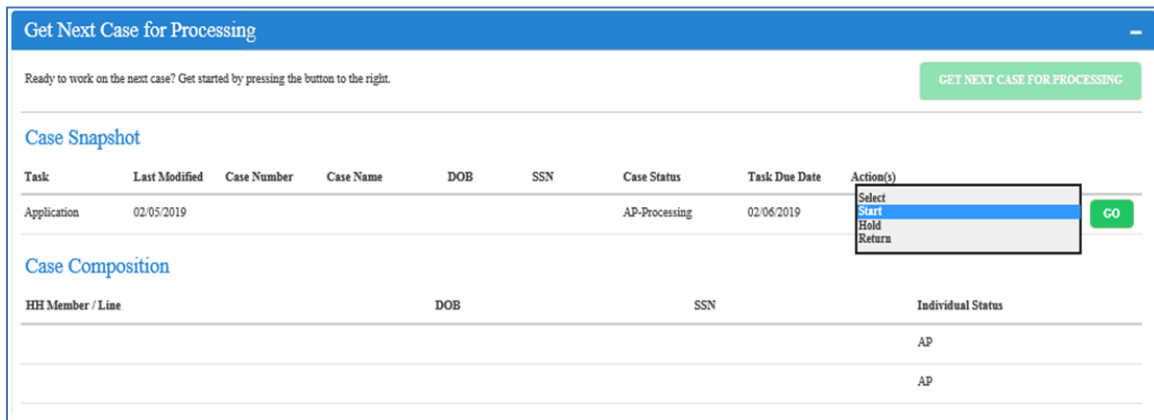 Get Next Case for Processing
Ready to work on the next case? Get started by pressing the button to the right.
GET NEXT CASE FOR PROCESSING
Case Snapshot
Task Last Modified Case Number Case Name DOB SSN Case Status Task Due Date Action(s)
Select
Application 02/05/2019 AP-Processing 02/06/2019 Start GO
Hold
Return
Case Composition
HH Member / Line DOB SSN Individual Status
AP
AP